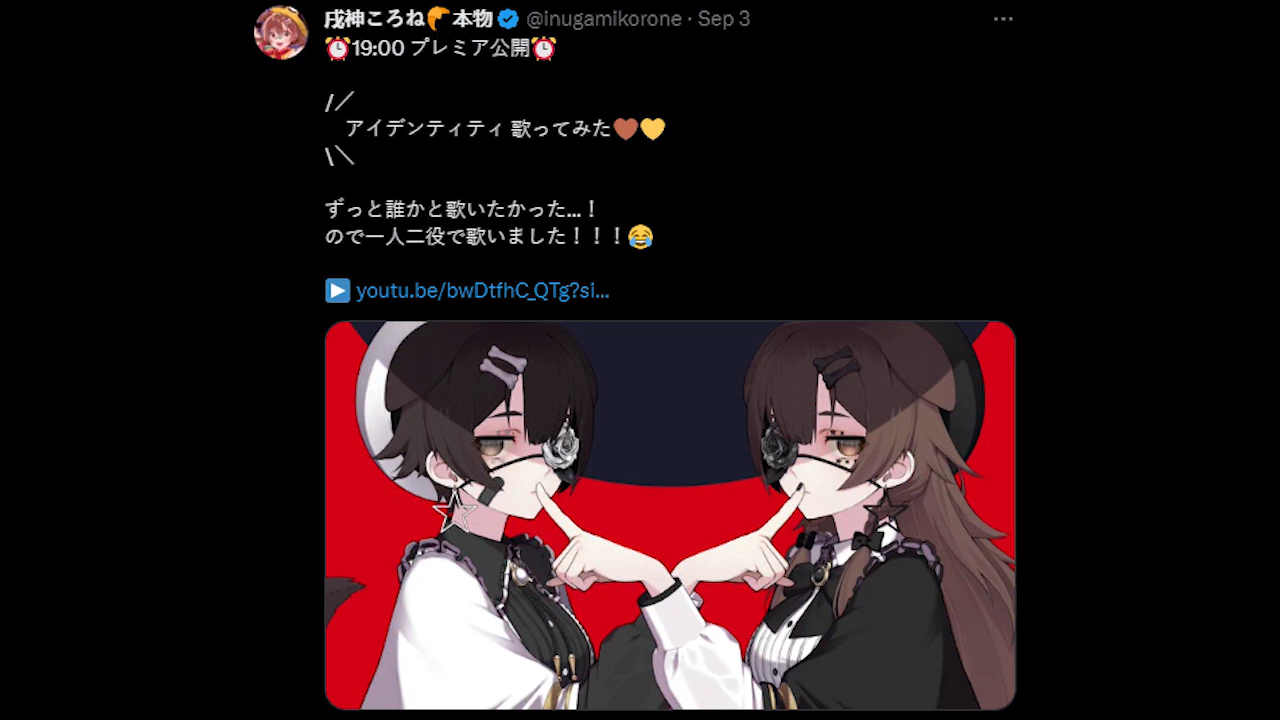 戌神ころね🥐本物 @inugamikorone · Sep 3
⏰19:00 プレミア公開⏰
/／
アイデンティティ 歌ってみた🤎💛
\＼
ずっと誰かと歌いたかった...！
ので一人二役で歌いました！！！😂
▶️ youtu.be/bwDtfhC_QTg?si...